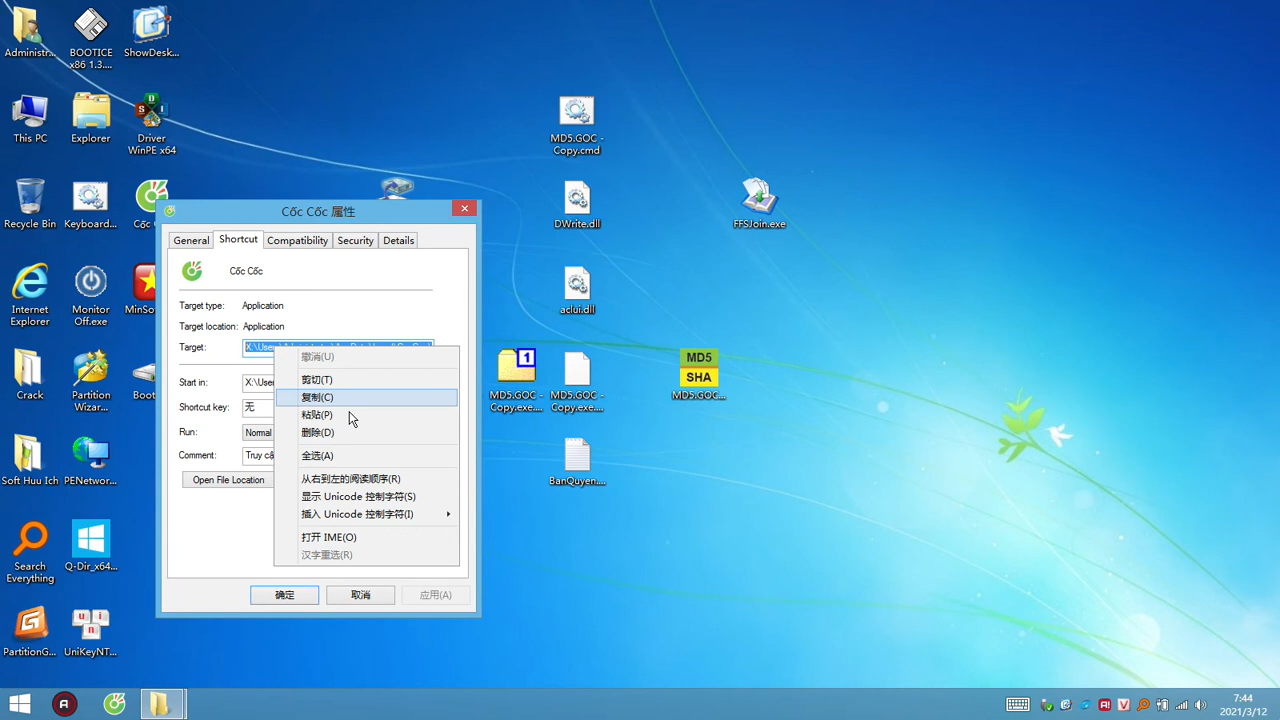 Administr...
BOOTICE
x86 1.3....
ShowDesk...
This PC
Explorer
Driver
WinPE x64
MD5.GOC -
Copy.cmd
Recycle Bin
Keyboard...
DWrite.dll
FFSJoin.exe
Cốc Cốc 属性
General
Shortcut
Compatibility
Security
Details
Cốc Cốc
Target type:
Application
Target location:
Application
Target:
Start in:
X:\Use
Shortcut key:
无
Run:
Normal
Comment:
Truy cậ
Open File Location
撤消(U)
剪切(T)
复制(C)
粘贴(P)
删除(D)
全选(A)
从右到左的阅读顺序(R)
显示 Unicode 控制字符(S)
插入 Unicode 控制字符(I)
打开 IME(O)
汉字重选(R)
确定
取消
应用(A)
Internet
Explorer
Monitor
Off.exe
MinSo
aclui.dll
Crack
Partition
Wizar...
Boot
1
MD5.GOC -
Copy.exe....
MD5.GOC -
Copy.exe....
MD5
SHA
MD5.GOC...
Soft Huu Ich
PENetwor...
BanQuyen....
Search
Everything
Q-Dir_x64...
PartitionG...
u i
n
UniKeyNT...
7:44
2021/3/12